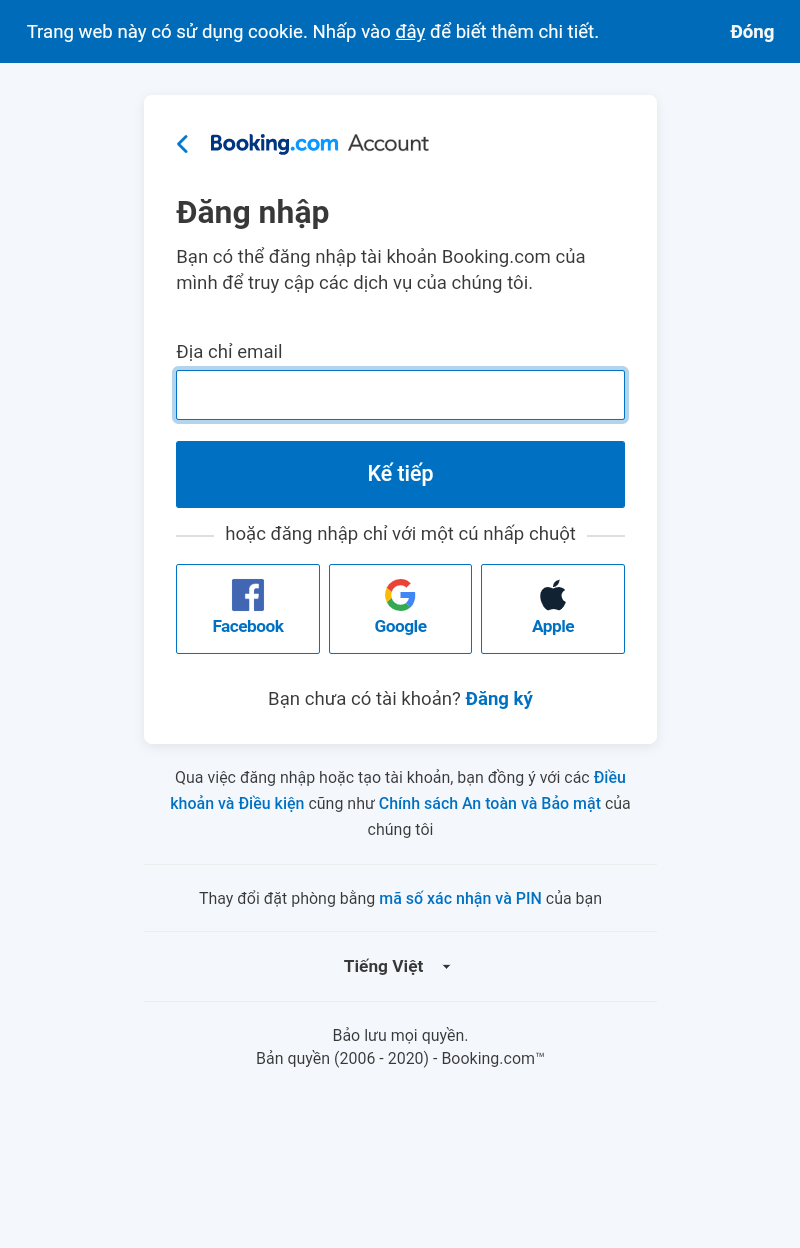 Trang web này có sử dụng cookie. Nhấp vào đây để biết thêm chi tiết. Đóng
Booking.com Account
Đăng nhập
Bạn có thể đăng nhập tài khoản Booking.com của
mình để truy cập các dịch vụ của chúng tôi.
Địa chỉ email
Kế tiếp
hoặc đăng nhập chỉ với một cú nhấp chuột
Facebook Google Apple
Bạn chưa có tài khoản? Đăng ký
Qua việc đăng nhập hoặc tạo tài khoản, bạn đồng ý với các Điều
khoản và Điều kiện cũng như Chính sách An toàn và Bảo mật của
chúng tôi
Thay đổi đặt phòng bằng mã số xác nhận và PIN của bạn
Tiếng Việt
Bảo lưu mọi quyền.
Bản quyền (2006 - 2020) - Booking.com™